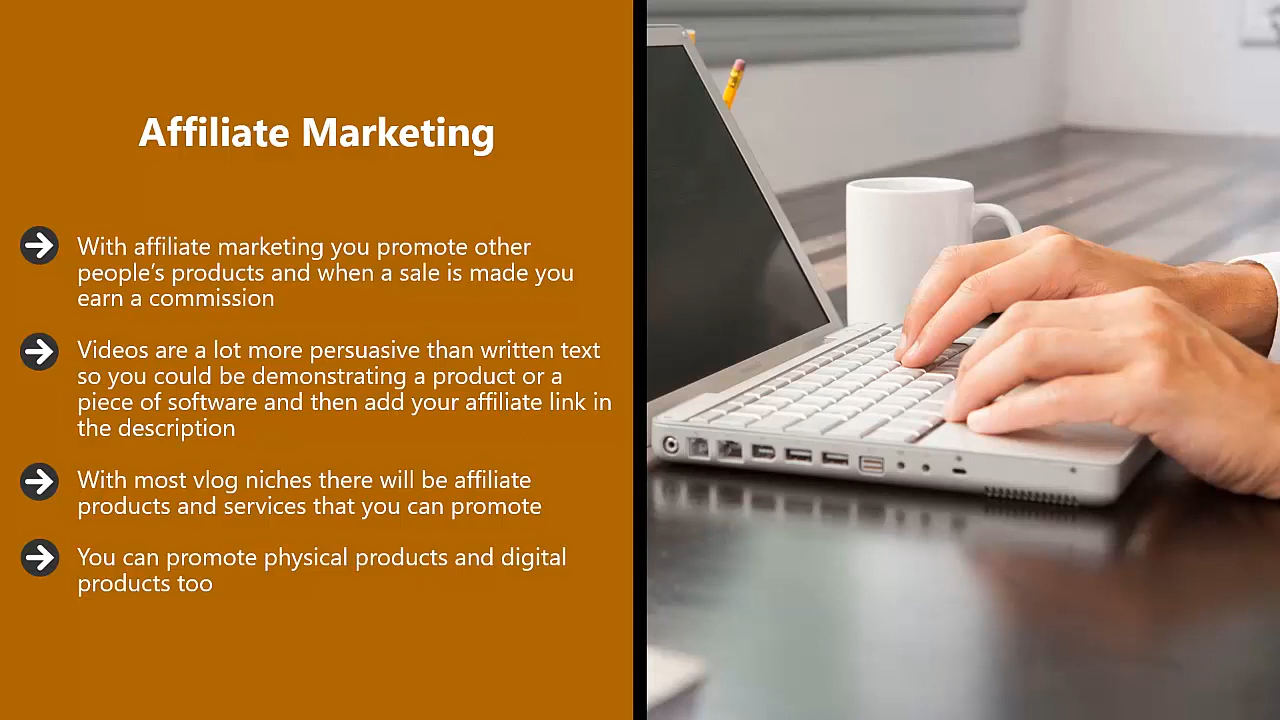 Affiliate Marketing
With affiliate marketing you promote other
people’s products and when a sale is made you
earn a commission
Videos are a lot more persuasive than written text
so you could be demonstrating a product or a
piece of software and then add your affiliate link in
the description
With most vlog niches there will be affiliate
products and services that you can promote
You can promote physical products and digital
products too